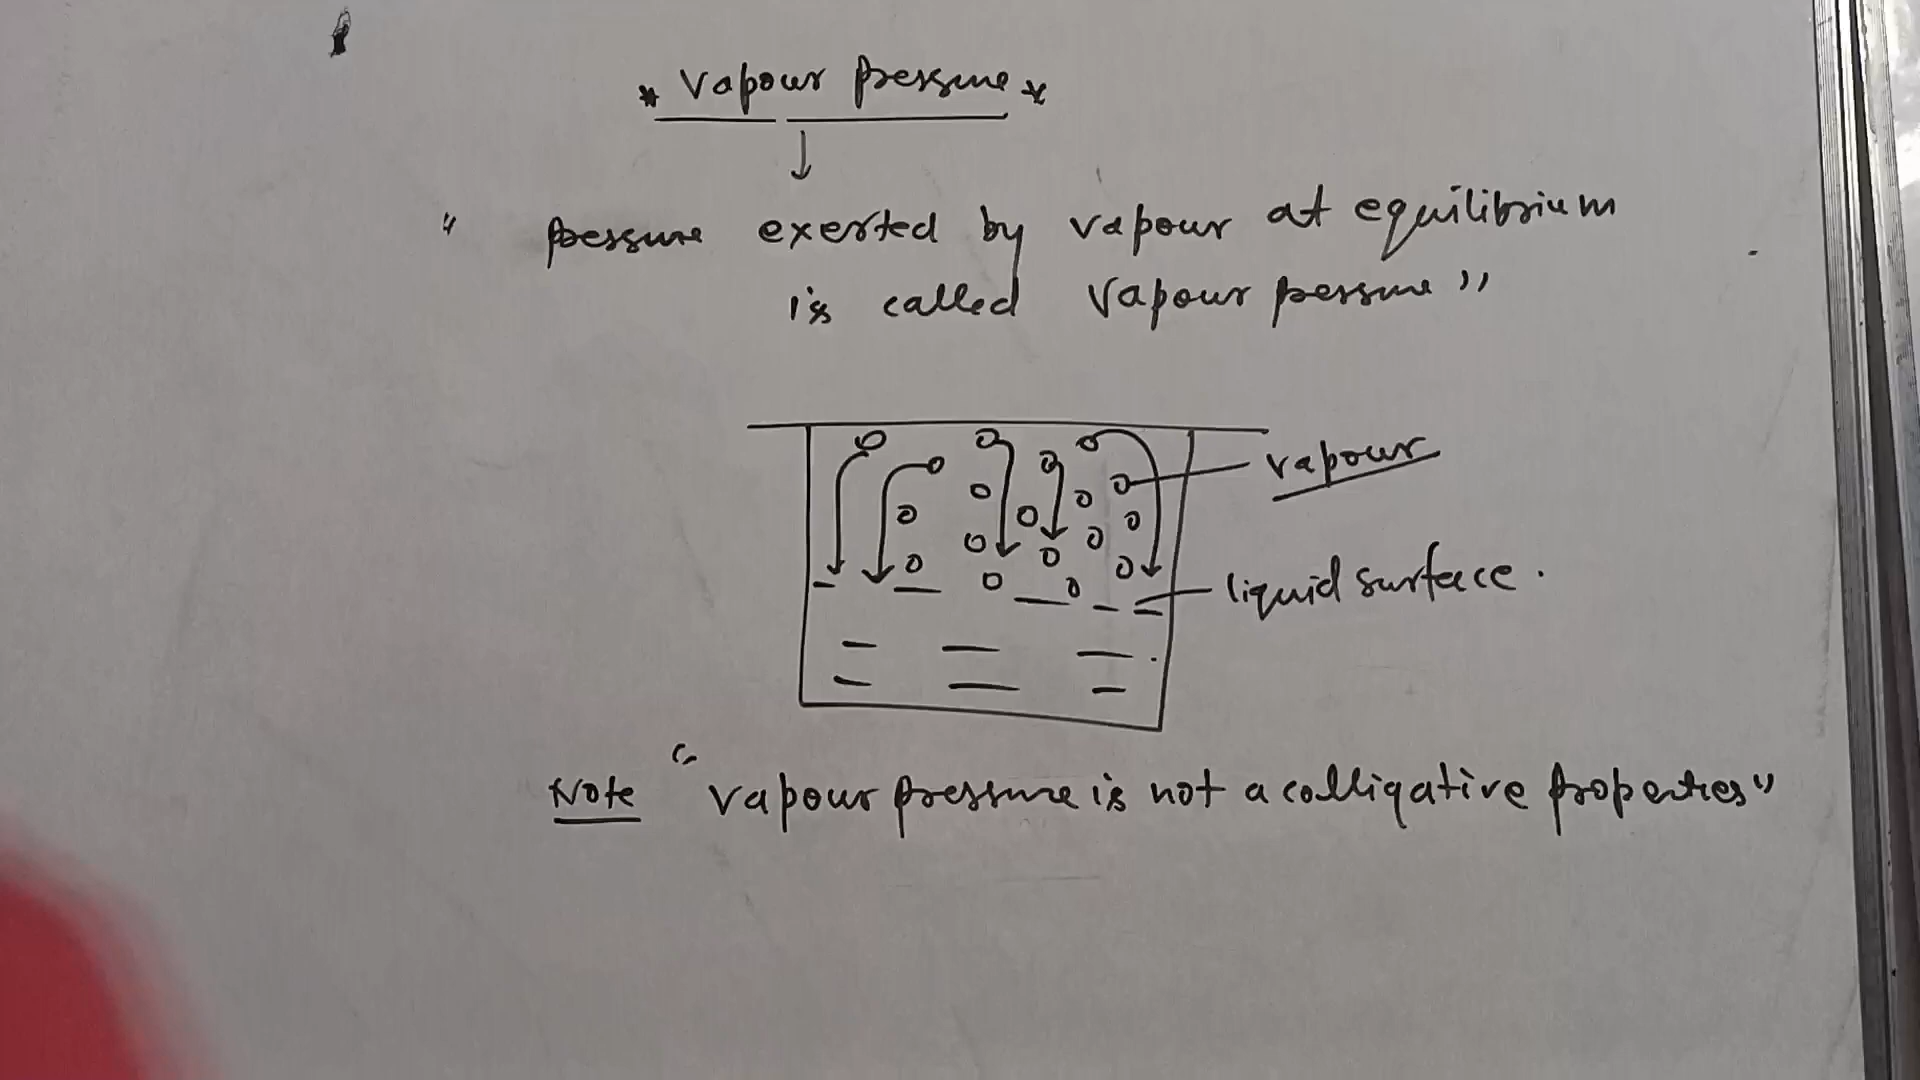 * Vapour pressure *
" pressure exerted by vapour at equilibrium
is called Vapour pressure "
vapour
liquid surface .
Note " vapour pressure is not a colligative properties "